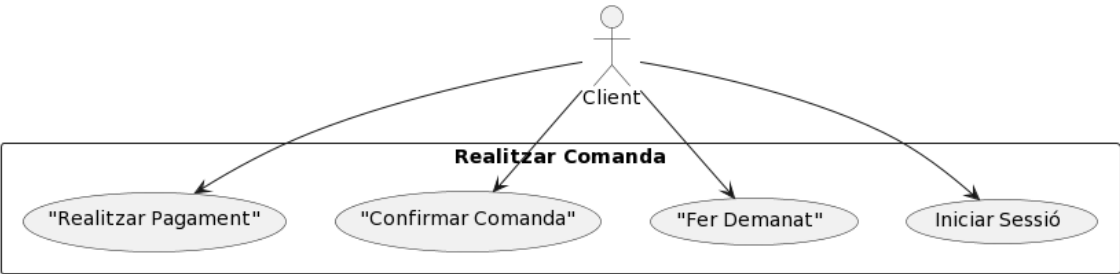 Client
Realitzar Comanda
"Realitzar Pagament"
"Confirmar Comanda"
"Fer Demanat"
Iniciar Sessió